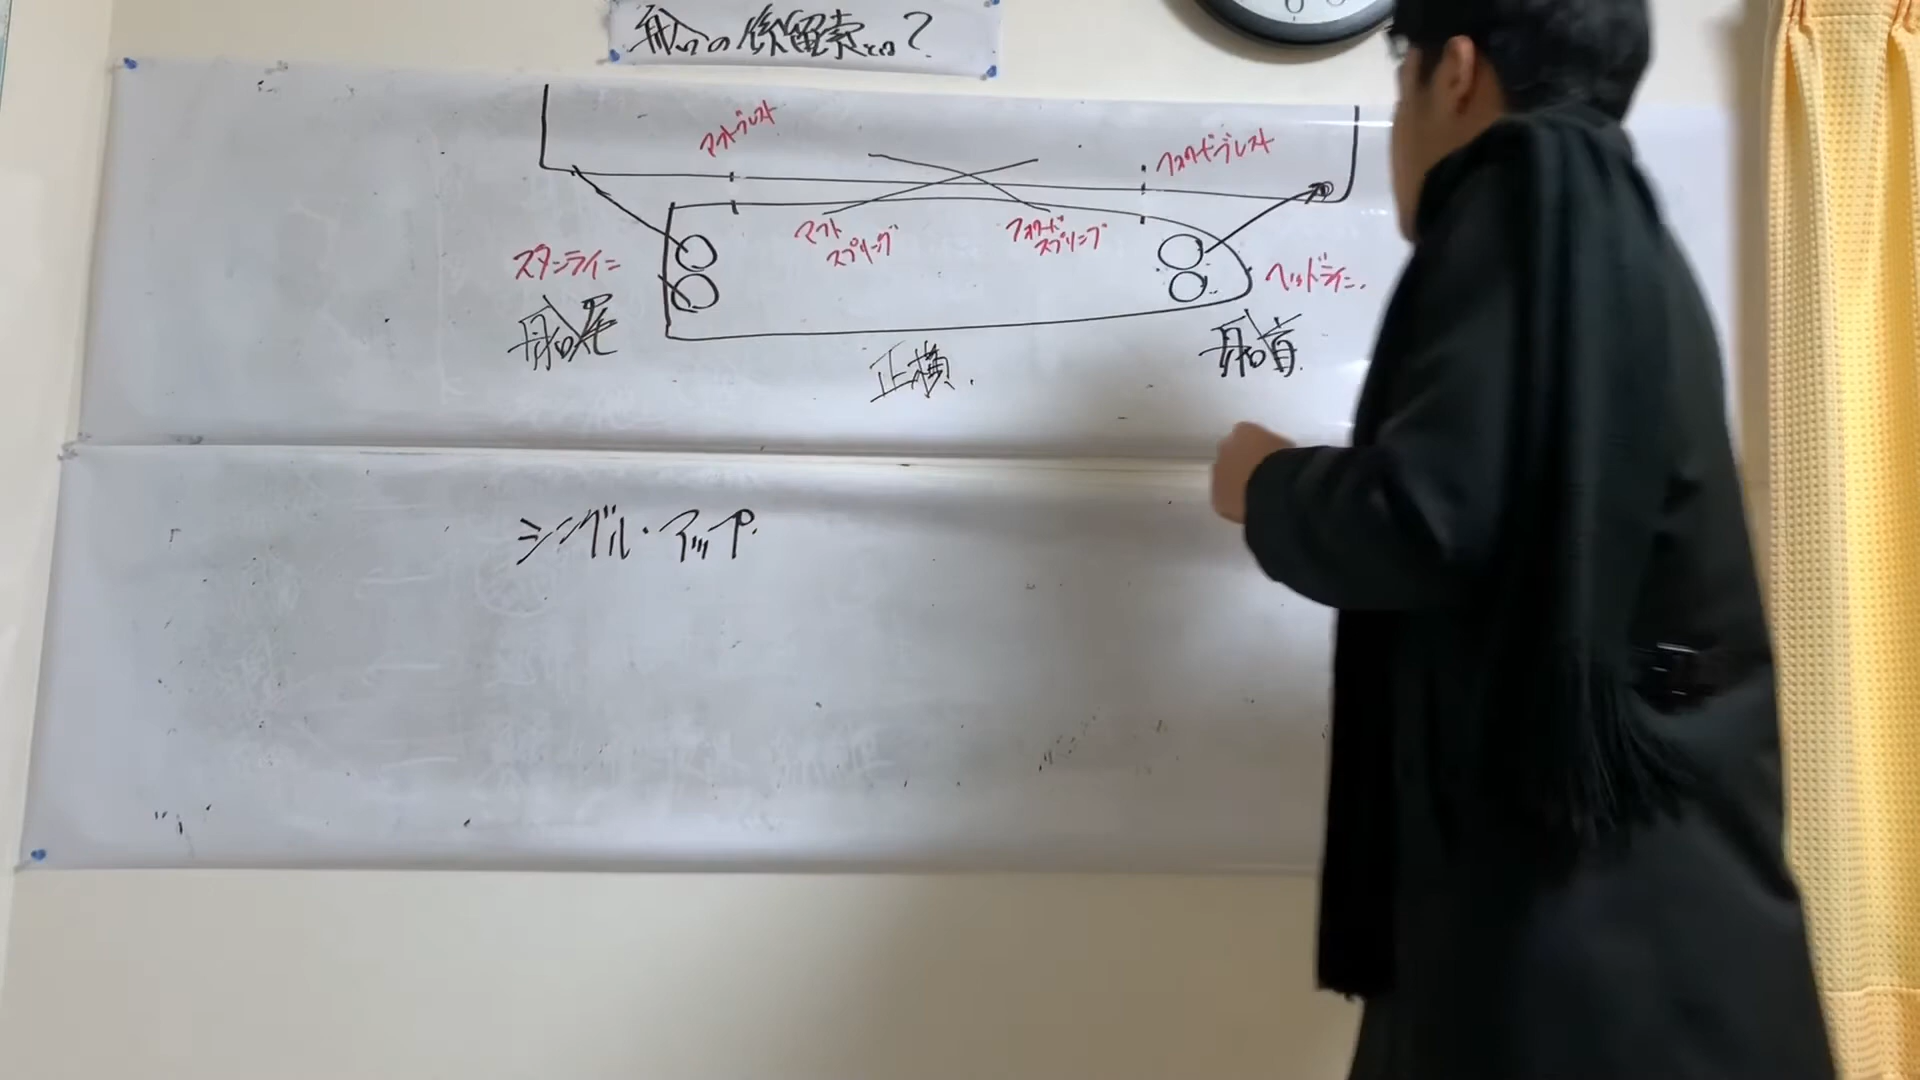 船の係留索とは?
アフトブレスト
フォワードブレスト
アフト
スプリング
フォワード
スプリング
スターンライン
ヘッドライン.
船尾
船首.
正横.
シングル・アップ.